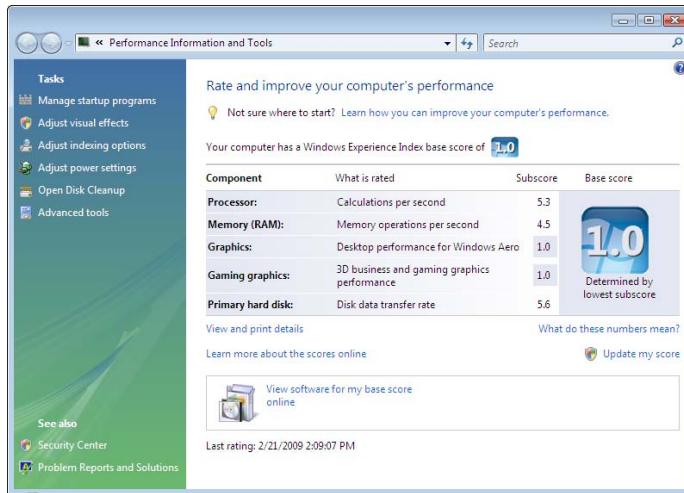 Performance Information and Tools
Search
Tasks
Manage startup programs
Adjust visual effects
Adjust indexing options
Adjust power settings
Open Disk Cleanup
Advanced tools
See also
Security Center
Problem Reports and Solutions
Rate and improve your computer's performance
Not sure where to start? Learn how you can improve your computer's performance.
Your computer has a Windows Experience Index base score of 1.0
Component What is rated Subscore Base score
Processor: Calculations per second 5.3
Memory (RAM): Memory operations per second 4.5
Graphics: Desktop performance for Windows Aero 1.0
Gaming graphics: 3D business and gaming graphics
performance 1.0
Primary hard disk: Disk data transfer rate 5.6
1.0
Determined by
lowest subscore
View and print details What do these numbers mean?
Learn more about the scores online Update my score
View software for my base score
online
Last rating: 2/21/2009 2:09:07 PM